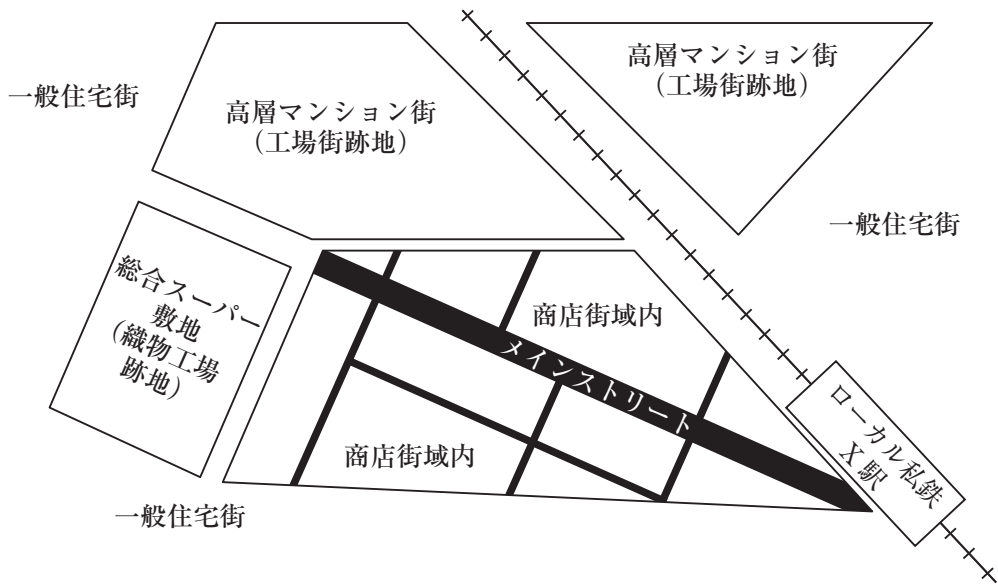 高層マンション街
(工場街跡地)
一般住宅街
高層マンション街
(工場街跡地)
一般住宅街
総合スーパー
敷地
(織物工場
跡地)
商店街域内
メインストリート
ローカル私鉄
X駅
商店街域内
一般住宅街